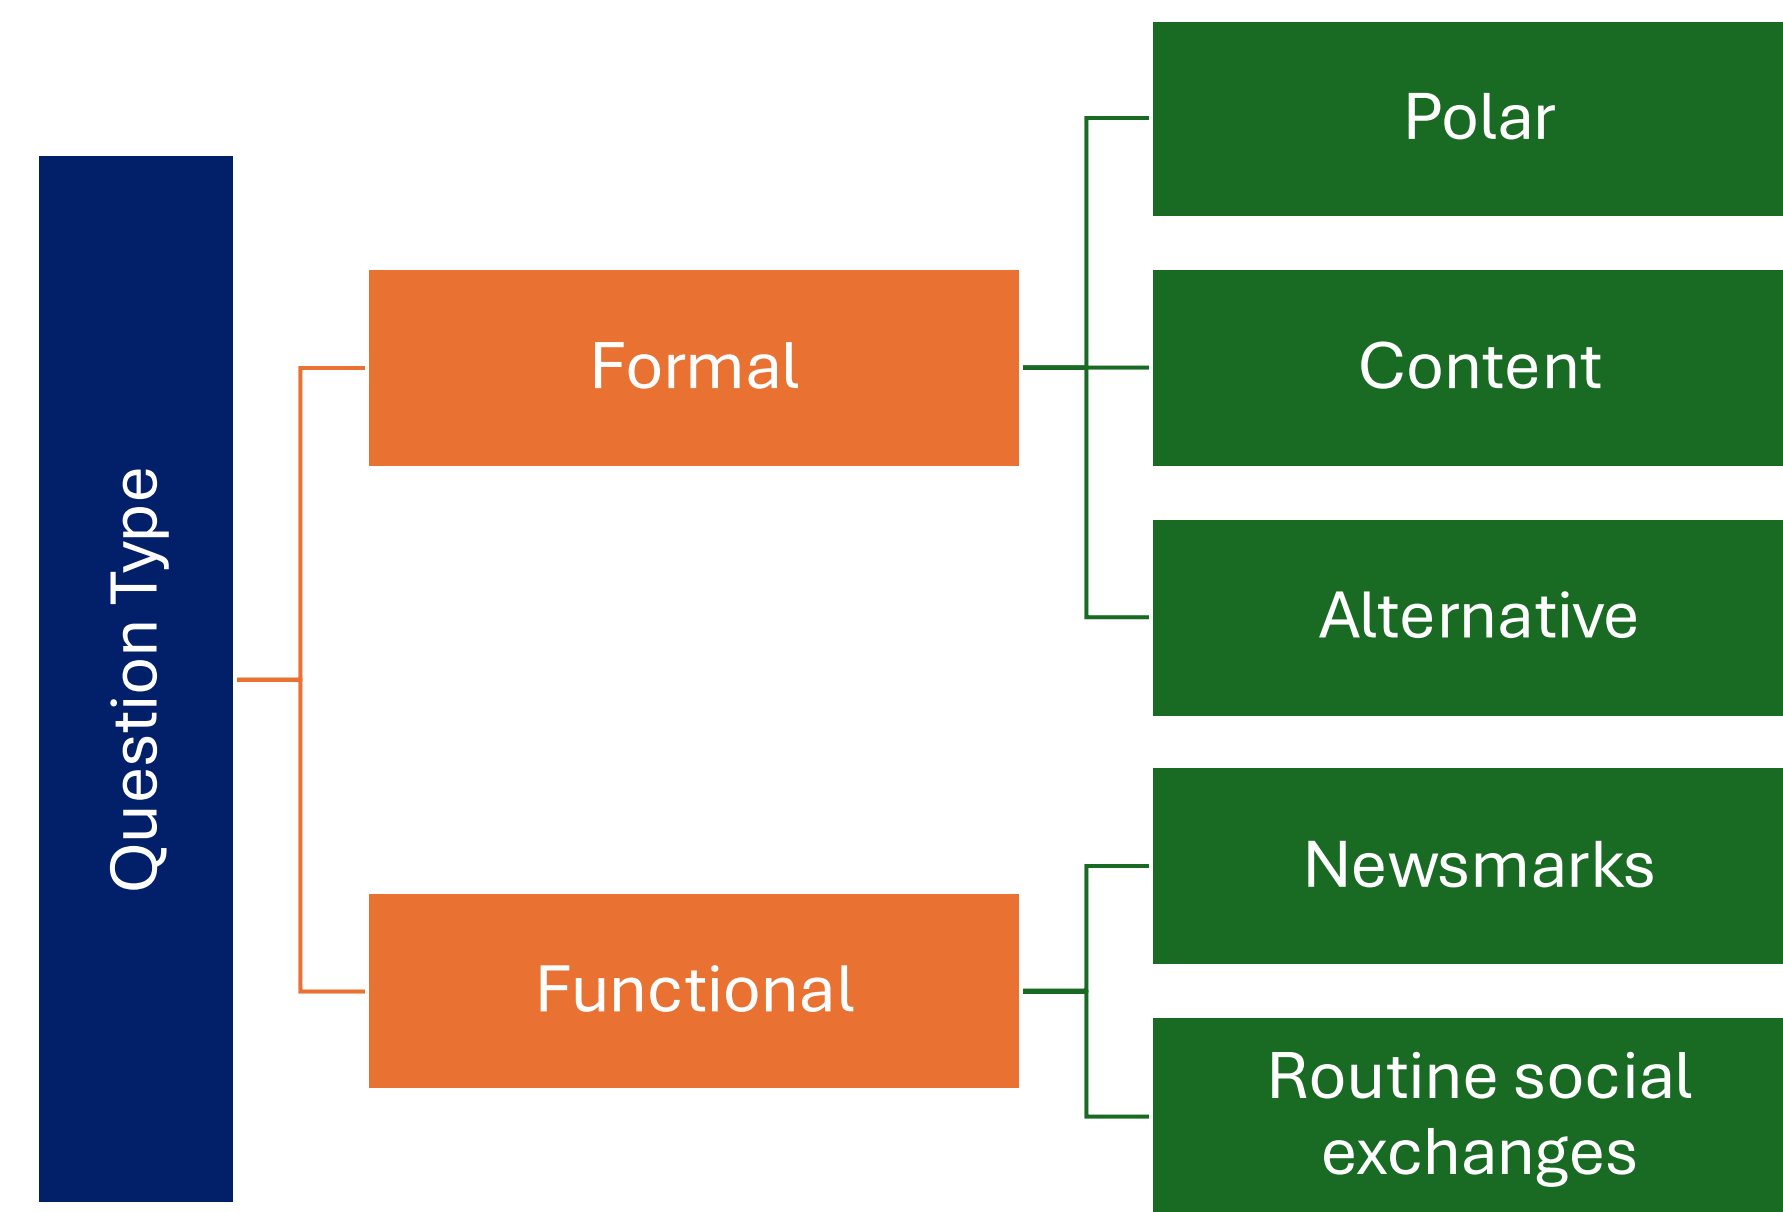 Question Type
Formal
Polar
Content
Alternative
Functional
Newsmarks
Routine social
exchanges